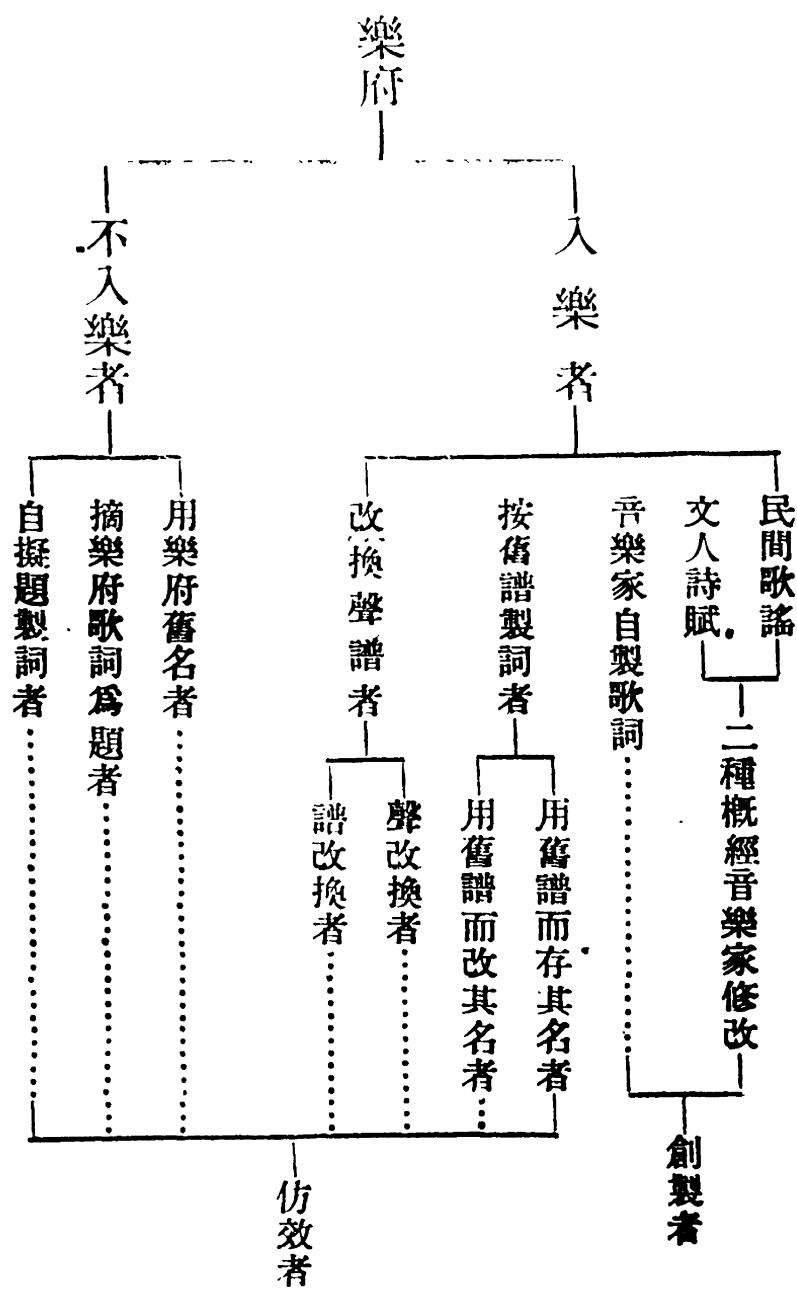 樂府
入樂者
民間歌謠
文人詩賦
二種概經音樂家修改
音樂家自製歌詞
創製者
按舊譜製詞者
用舊譜而存其名者
用舊譜而改其名者
改換聲譜者
聲改換者
譜改換者
不入樂者
用樂府舊名者
摘樂府歌詞爲題者
自擬題製詞者
仿效者